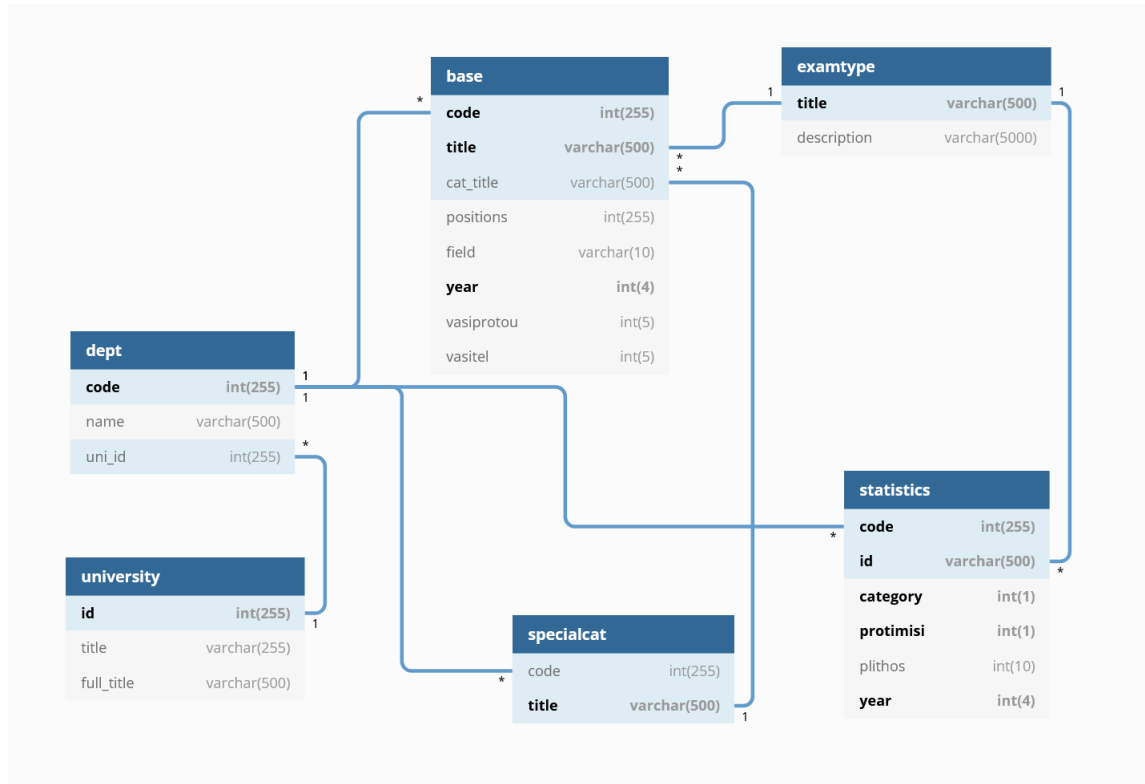 base
code int(255)
title varchar(500)
cat_title varchar(500)
positions int(255)
field varchar(10)
year int(4)
vasiprotou int(5)
vasitel int(5)
*
*
*
examtype
title varchar(500)
description varchar(5000)
1
1
dept
code int(255)
name varchar(500)
uni_id int(255)
1
1
*
university
id int(255)
title varchar(255)
full_title varchar(500)
1
specialcat
code int(255)
title varchar(500)
*
1
statistics
code int(255)
id varchar(500)
category int(1)
protimisi int(1)
plithos int(10)
year int(4)
*
*